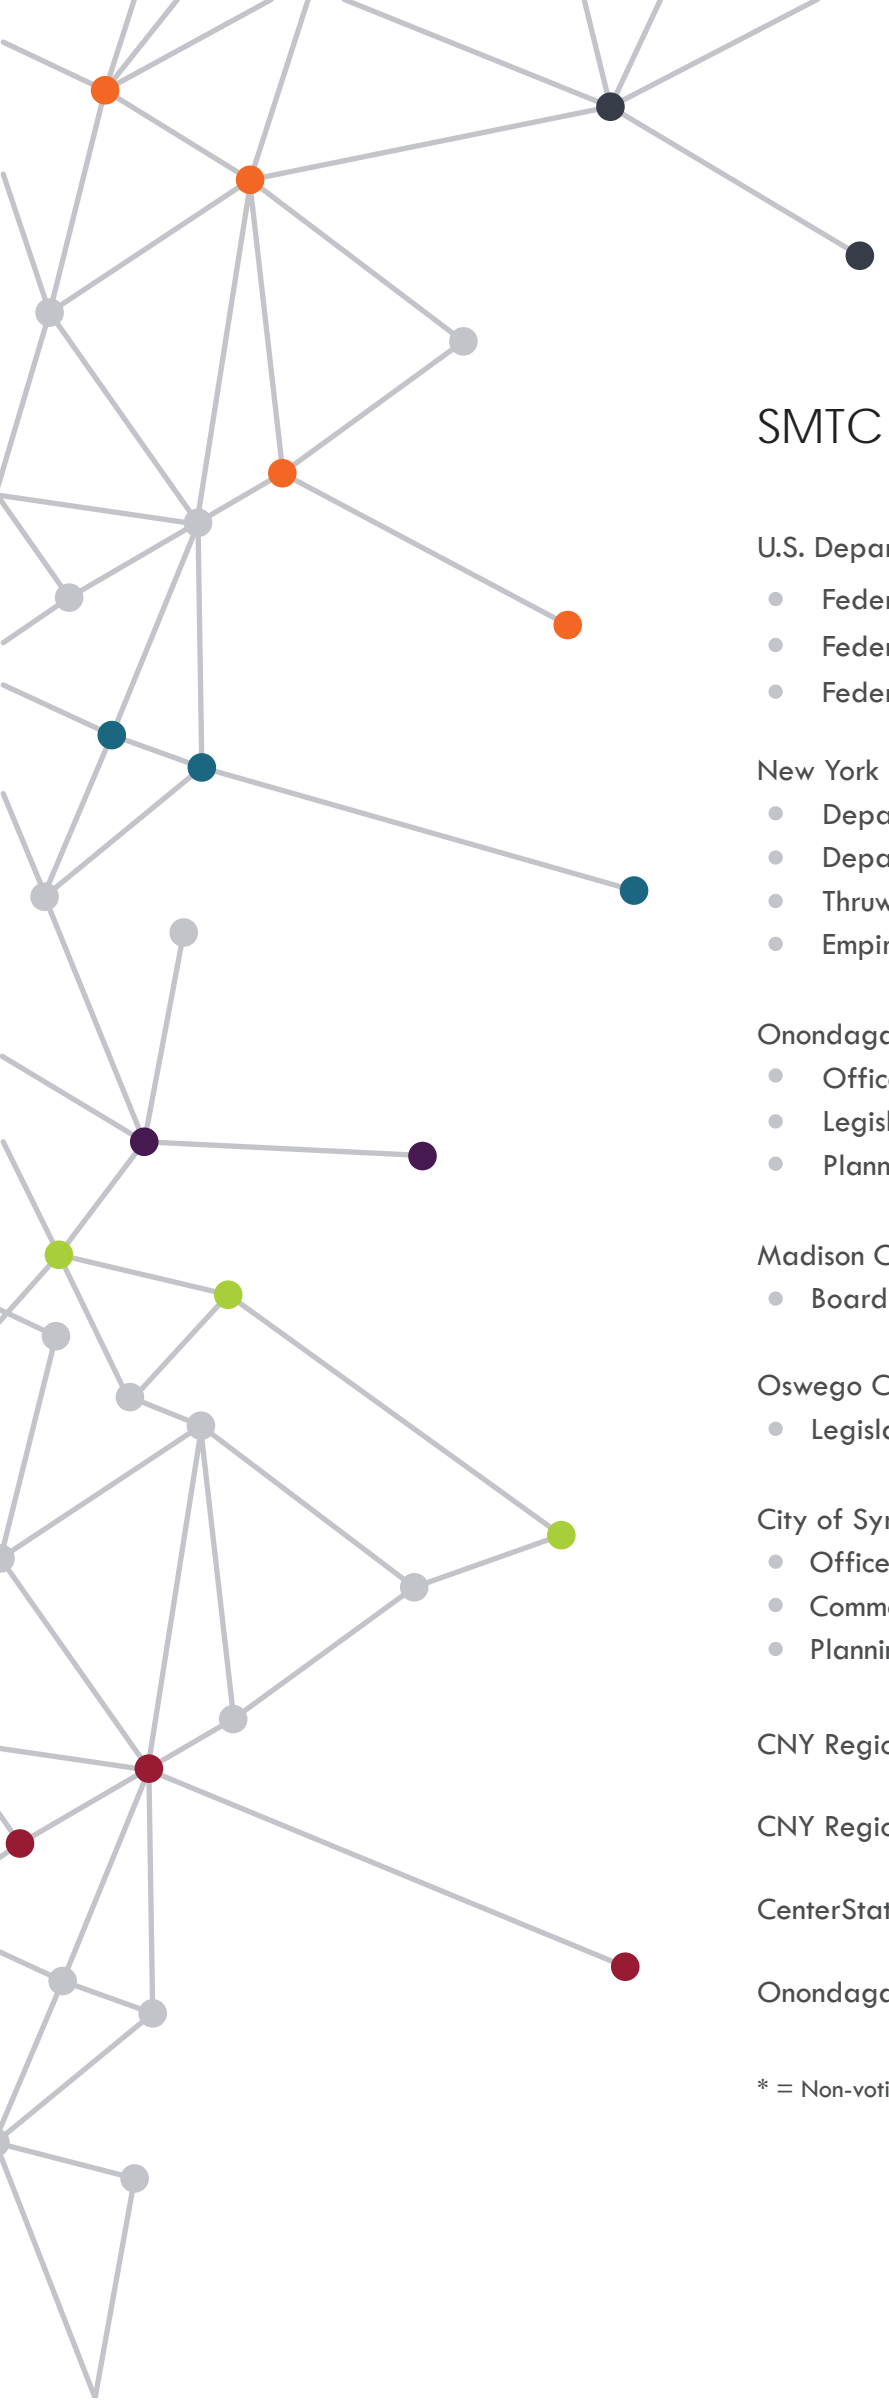 SMTC
U.S. Depar
Feder
Feder
Feder
New York
Depa
Depa
Thruw
Empir
Onondaga
Offic
Legisl
Plann
Madison C
Board
Oswego C
Legisla
City of Syr
Office
Comm
Plannin
CNY Regio
CNY Regio
CenterStat
Onondaga
* = Non-voti